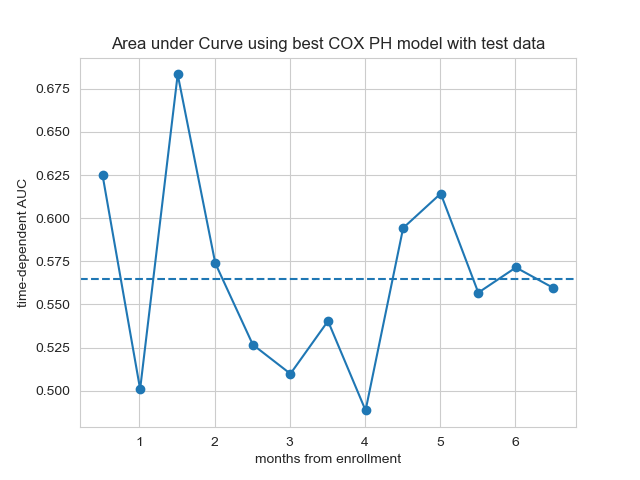 Area under Curve using best COX PH model with test data
time-dependent AUC
0.675
0.650
0.625
0.600
0.575
0.550
0.525
0.500
1 2 3 4 5 6
months from enrollment